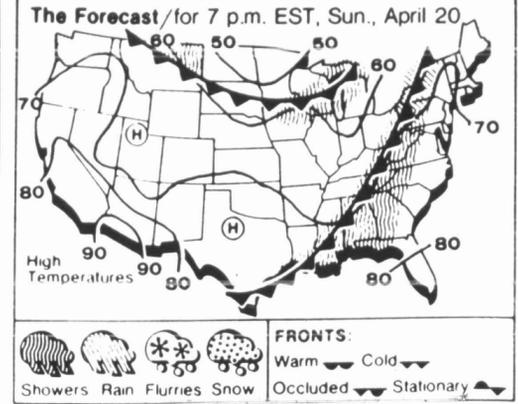 The Forecast/for 7 p.m. EST, Sun., April 20
60 50 50
60
70
70
H
80
H
80
90
90
80
80
High
Temperatures
Showers Rain Flurries Snow
FRONTS:
Warm Cold
Occluded Stationary